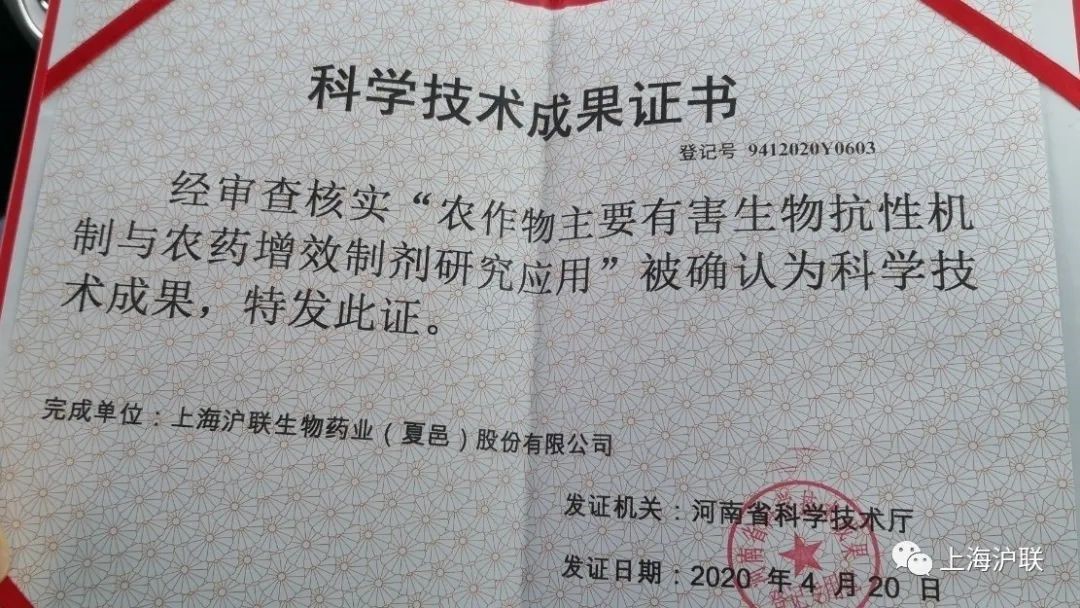 科学技术成果证书
登记号 9412020Y0603
经审查核实“农作物主要有害生物抗性机
制与农药增效制剂研究应用”被确认为科学技
术成果，特发此证。
完成单位：上海沪联生物药业（夏邑）股份有限公司
发证机关：河南省科学技术厅
发证日期：2020 年 4 月 20 日
上海沪联